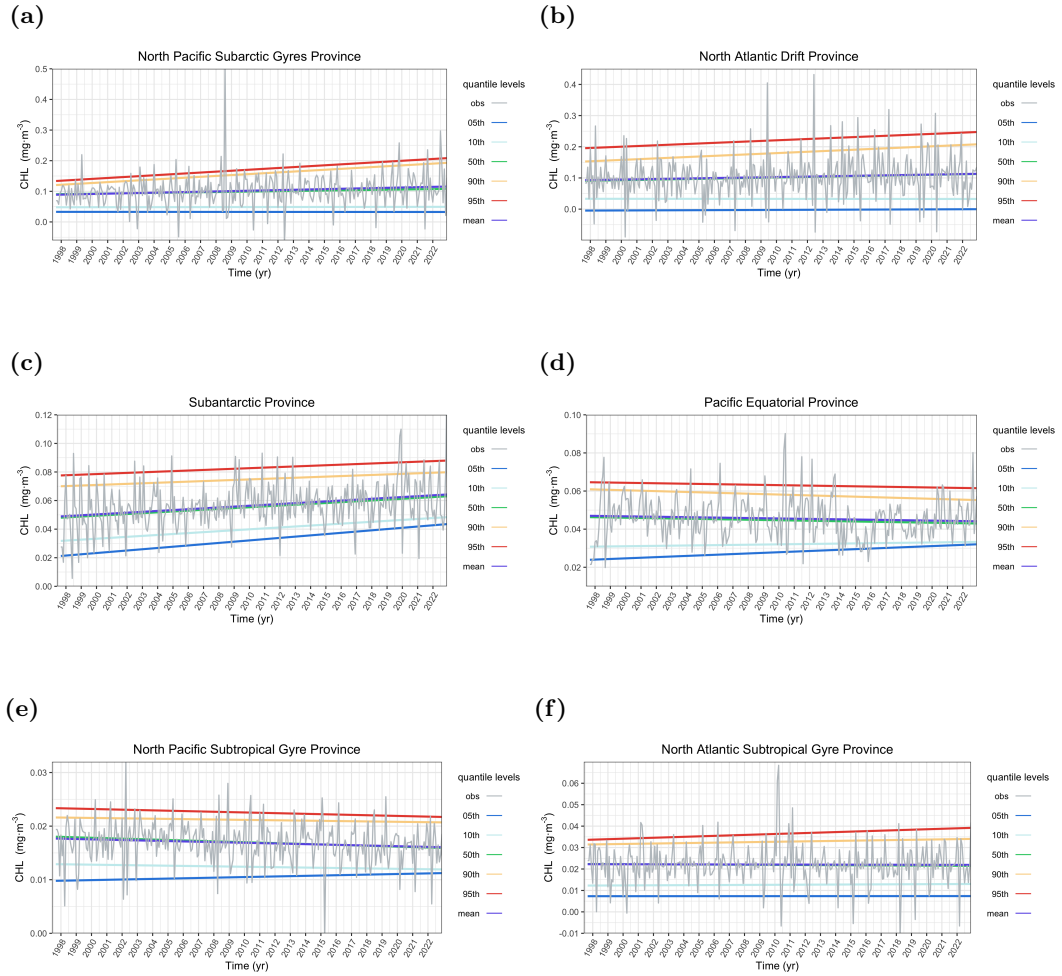 (a)
North Pacific Subarctic Gyres Province
CHL (mg·m⁻³)
0.5
0.4
0.3
0.2
0.1
0.0
1998 1999 2000 2001 2002 2003 2004 2005 2006 2007 2008 2009 2010 2011 2012 2013 2014 2015 2016 2017 2018 2019 2020 2021 2022
Time (yr)
quantile levels
obs
05th
10th
50th
90th
95th
mean
(b)
North Atlantic Drift Province
CHL (mg·m⁻³)
0.4
0.3
0.2
0.1
0.0
1998 1999 2000 2001 2002 2003 2004 2005 2006 2007 2008 2009 2010 2011 2012 2013 2014 2015 2016 2017 2018 2019 2020 2021 2022
Time (yr)
quantile levels
obs
05th
10th
50th
90th
95th
mean
(c)
Subantarctic Province
CHL (mg·m⁻³)
0.12
0.10
0.08
0.06
0.04
0.02
0.00
1998 1999 2000 2001 2002 2003 2004 2005 2006 2007 2008 2009 2010 2011 2012 2013 2014 2015 2016 2017 2018 2019 2020 2021 2022
Time (yr)
quantile levels
obs
05th
10th
50th
90th
95th
mean
(d)
Pacific Equatorial Province
CHL (mg·m⁻³)
0.10
0.08
0.06
0.04
0.02
1998 1999 2000 2001 2002 2003 2004 2005 2006 2007 2008 2009 2010 2011 2012 2013 2014 2015 2016 2017 2018 2019 2020 2021 2022
Time (yr)
quantile levels
obs
05th
10th
50th
90th
95th
mean
(e)
North Pacific Subtropical Gyre Province
CHL (mg·m⁻³)
0.03
0.02
0.01
0.00
1998 1999 2000 2001 2002 2003 2004 2005 2006 2007 2008 2009 2010 2011 2012 2013 2014 2015 2016 2017 2018 2019 2020 2021 2022
Time (yr)
quantile levels
obs
05th
10th
50th
90th
95th
mean
(f)
North Atlantic Subtropical Gyre Province
CHL (mg·m⁻³)
0.06
0.05
0.04
0.03
0.02
0.01
0.00
-0.01
1998 1999 2000 2001 2002 2003 2004 2005 2006 2007 2008 2009 2010 2011 2012 2013 2014 2015 2016 2017 2018 2019 2020 2021 2022
Time (yr)
quantile levels
obs
05th
10th
50th
90th
95th
mean